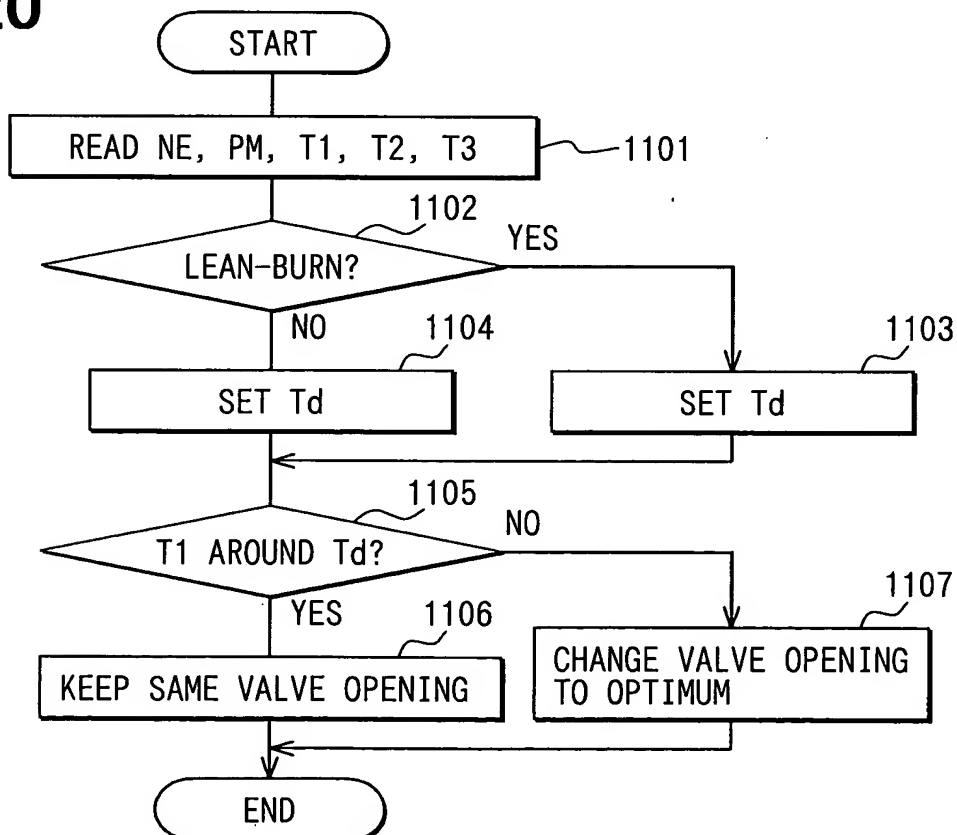 START
READ NE, PM, T1, T2, T3
1101
1102
LEAN-BURN?
YES
NO
1104
1103
SET Td
SET Td
1105
T1 AROUND Td?
NO
YES
1106
1107
KEEP SAME VALVE OPENING
CHANGE VALVE OPENING
TO OPTIMUM
END